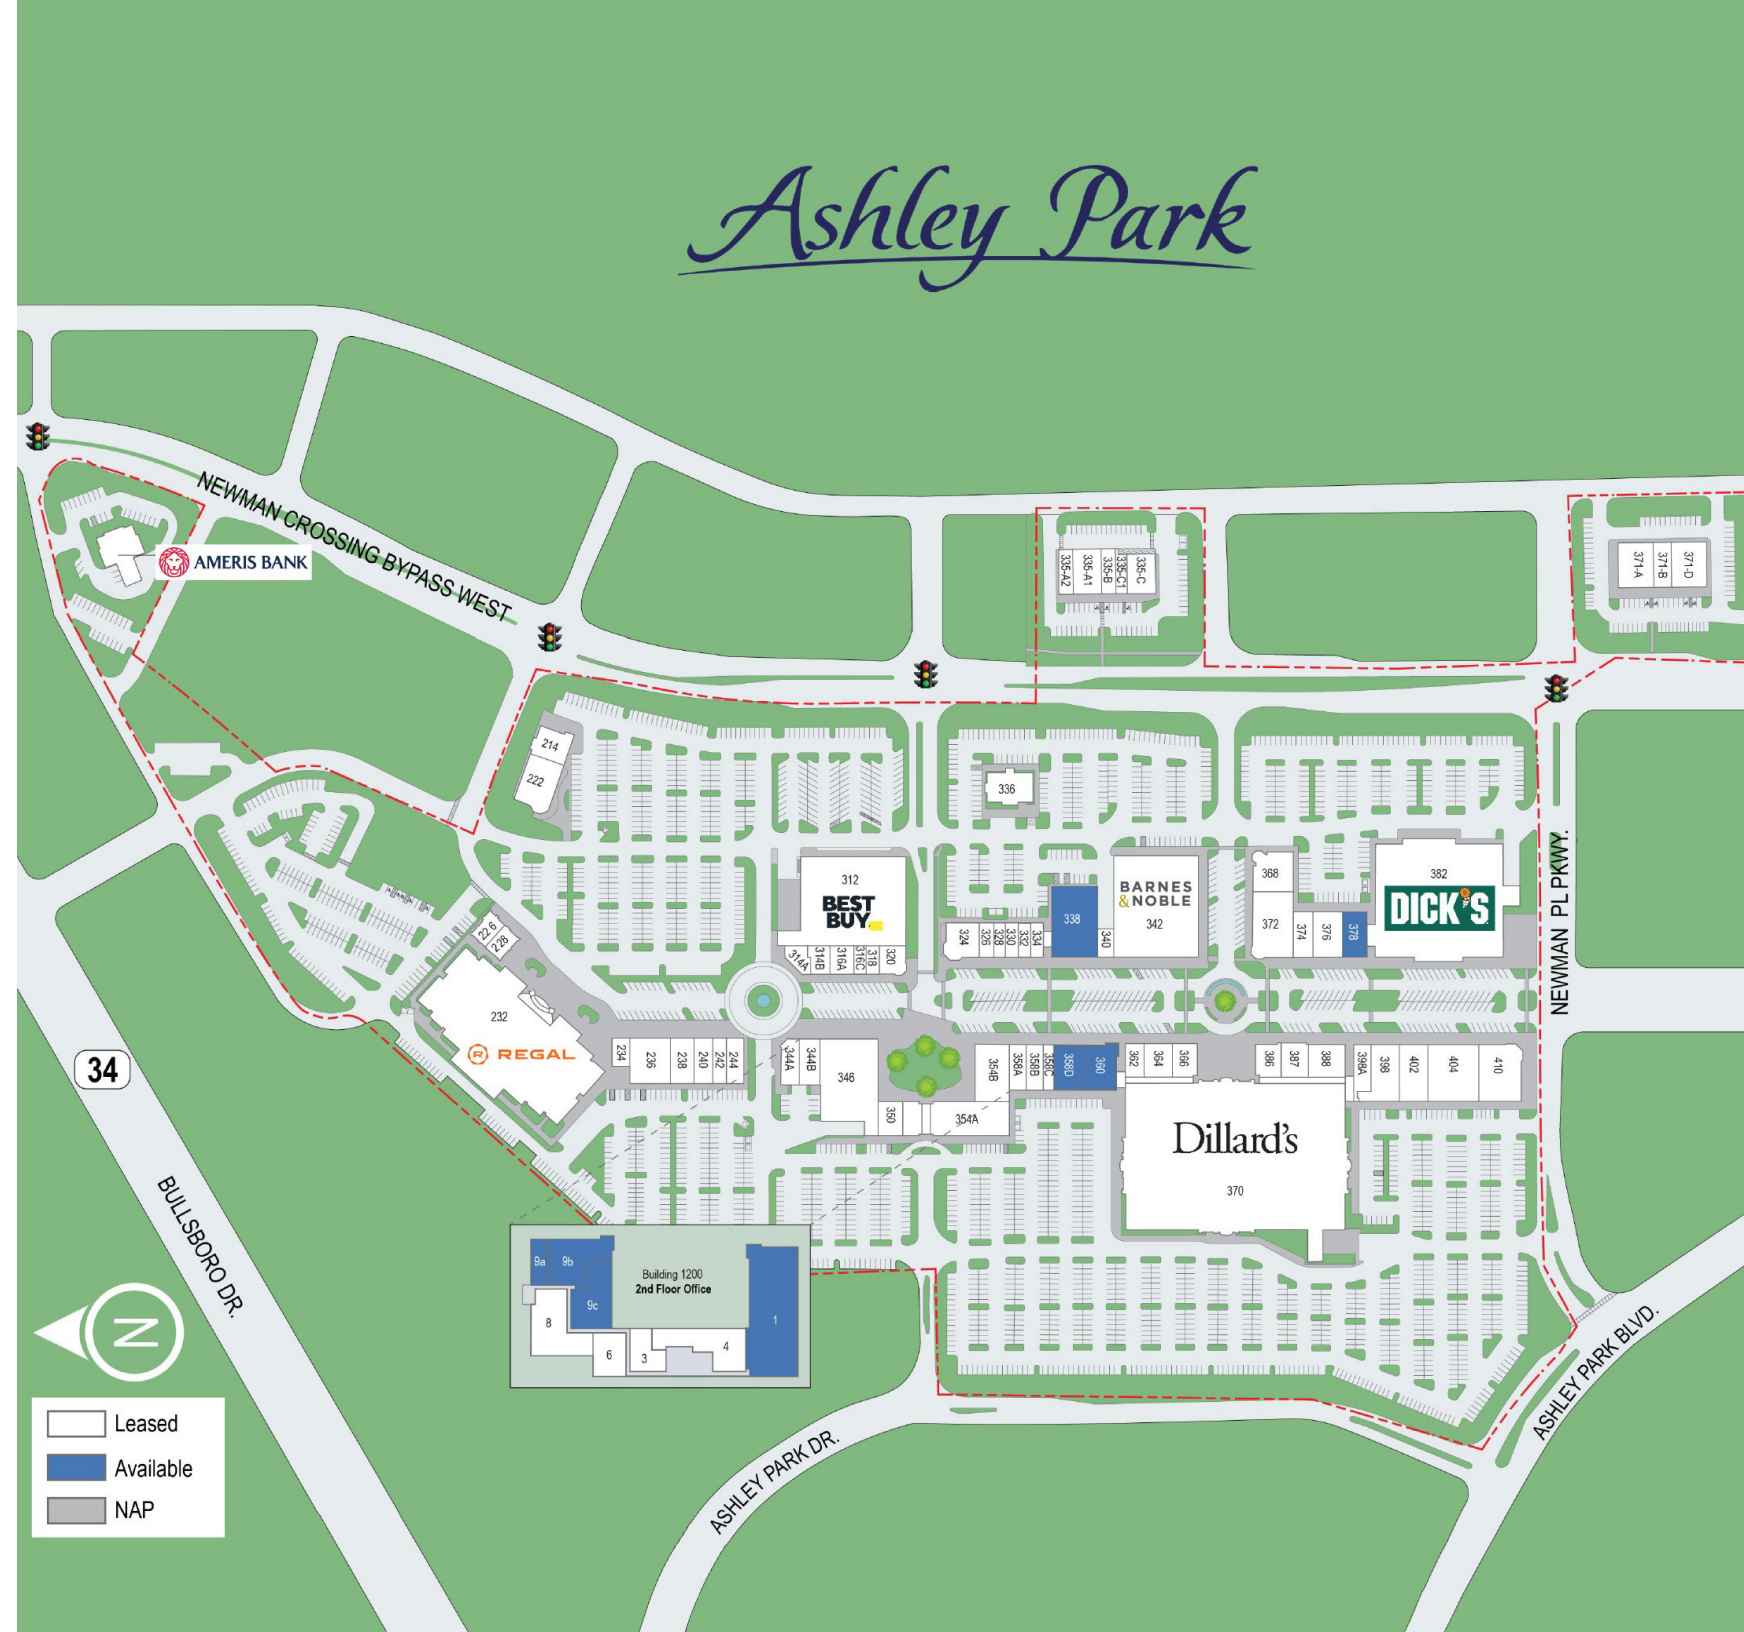 Ashley Park
NEWMAN CROSSING BYPASS WEST
AMERIS BANK
335-A2
335-A1
335-B
335-C1
335-C
371-A
371-B
371-D
214
222
336
312
BEST
BUY
314A
314B
316A
316C
318
320
324
326
328
330
332
334
338
340
BARNES
&NOBLE
342
368
372
374
376
378
382
DICK'S
NEWMAN PL PKWY.
226
228
232
REGAL
234
236
238
240
242
244
344A
344B
346
350
354A
354B
358A
358B
358C
358D
360
362
364
366
386
387
388
398A
398
402
404
410
Dillard's
370
34
BULLSBORO DR.
9a
9b
9c
Building 1200
2nd Floor Office
8
6
3
4
1
N
Leased
Available
NAP
ASHLEY PARK DR.
ASHLEY PARK BLVD.